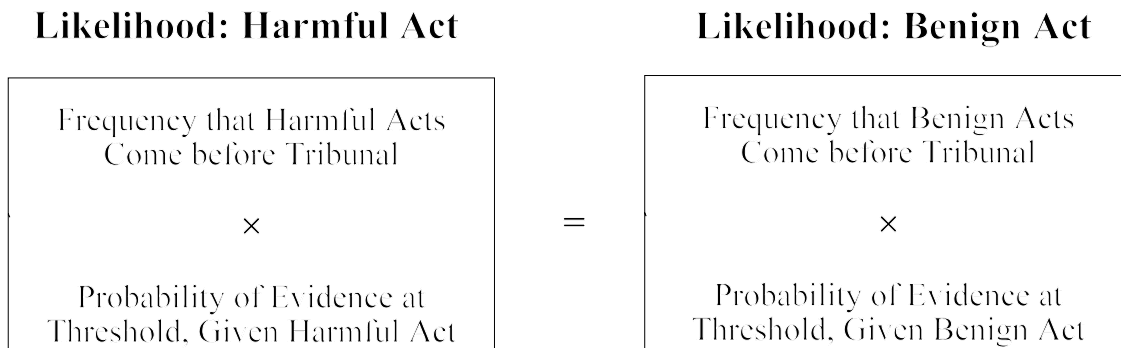 Likelihood: Harmful Act
Frequency that Harmful Acts
Come before Tribunal
×
Probability of Evidence at
Threshold, Given Harmful Act
=
Likelihood: Benign Act
Frequency that Benign Acts
Come before Tribunal
×
Probability of Evidence at
Threshold, Given Benign Act